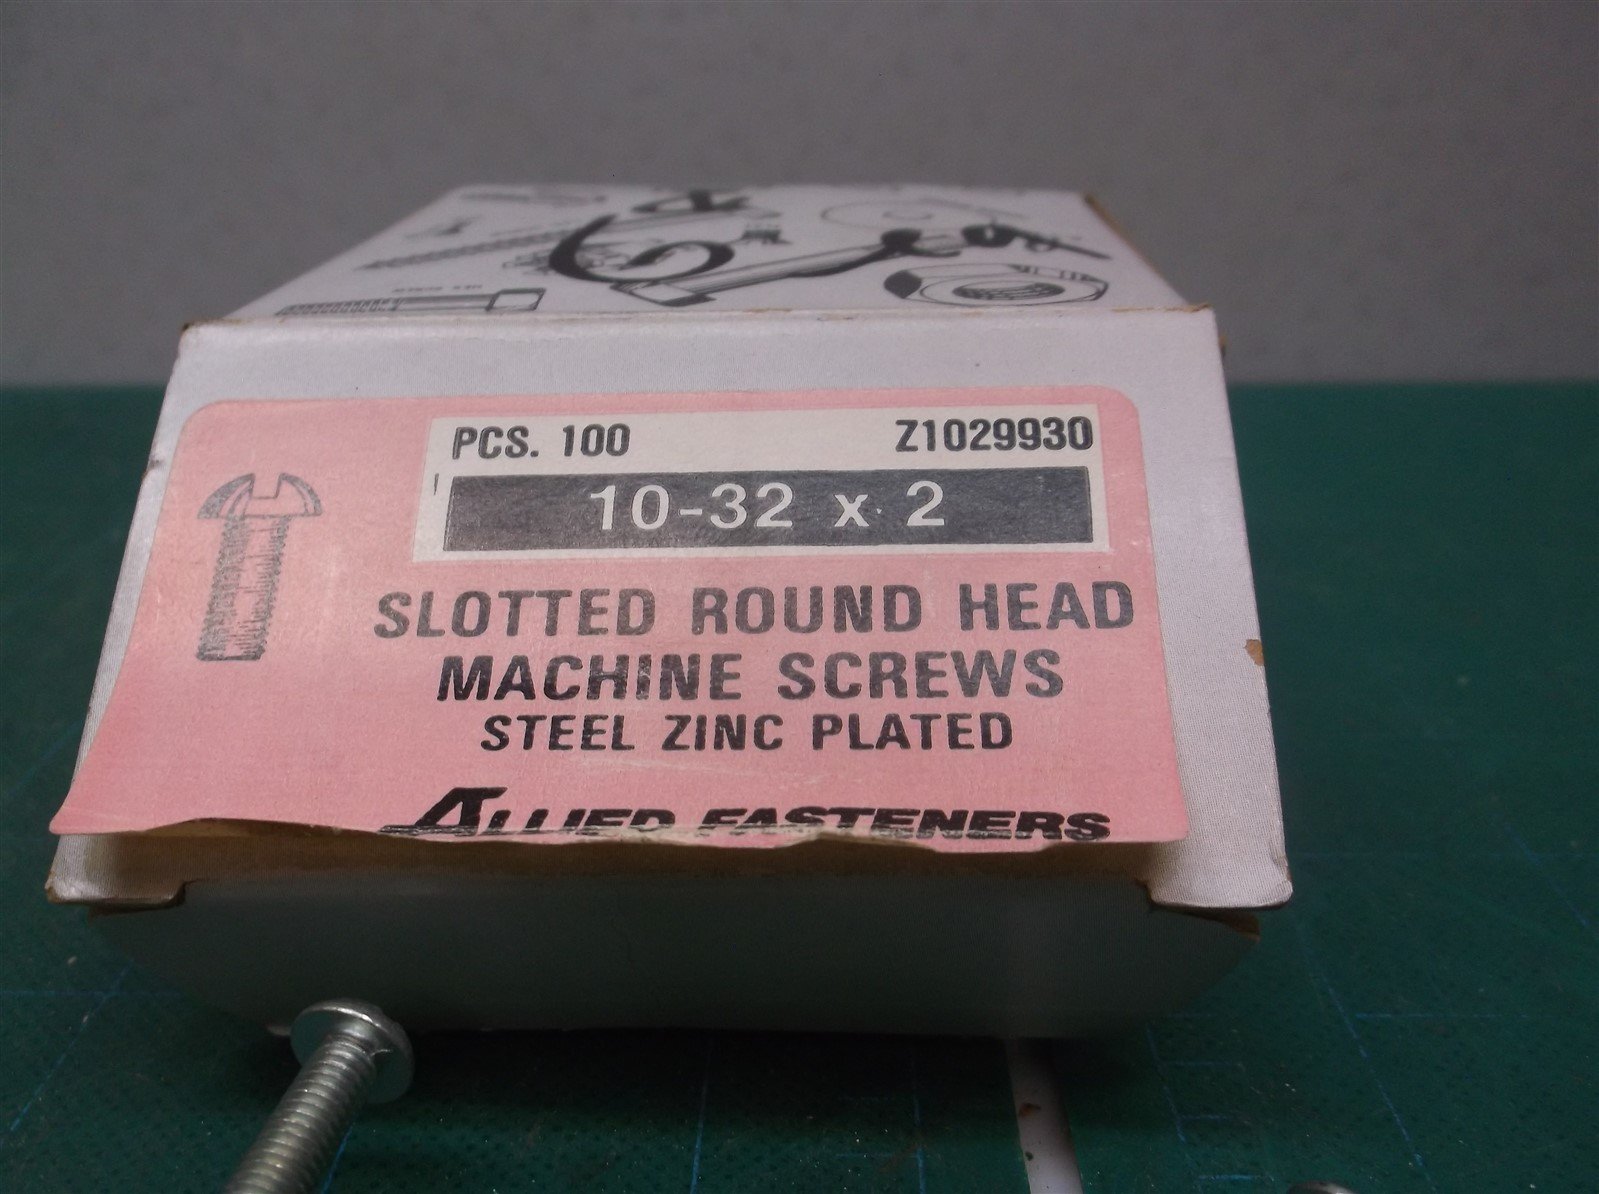 PCS. 100 Z1029930
10-32 x 2
SLOTTED ROUND HEAD
MACHINE SCREWS
STEEL ZINC PLATED
ALLIED FASTENERS